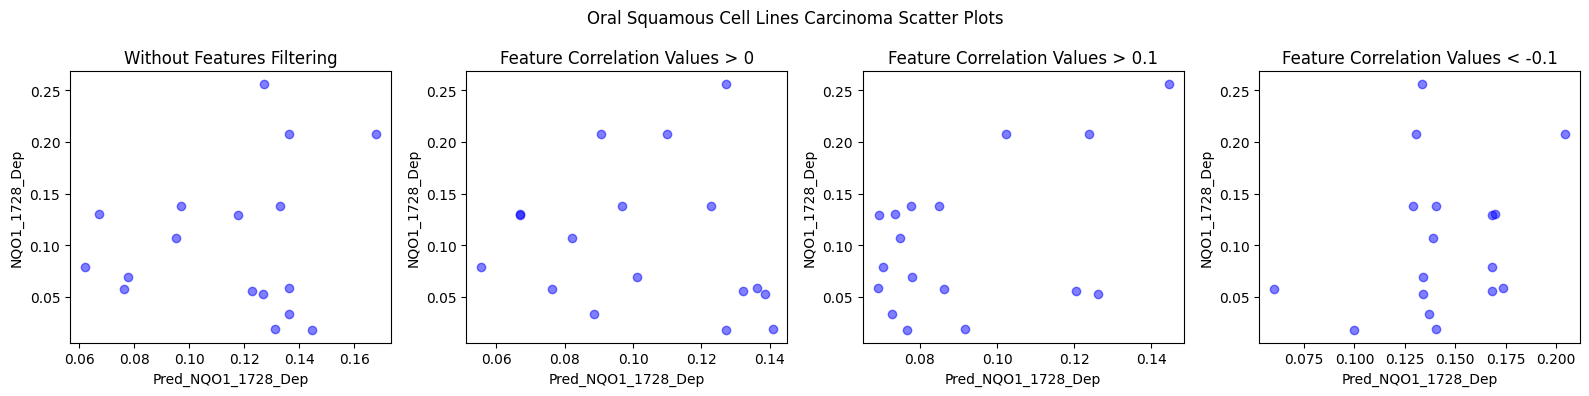 Oral Squamous Cell Lines Carcinoma Scatter Plots
Without Features Filtering
0.25
0.20
0.15
0.10
0.05
NQO1_1728_Dep
0.06 0.08 0.10 0.12 0.14 0.16
Pred_NQO1_1728_Dep
Feature Correlation Values > 0
0.25
0.20
0.15
0.10
0.05
NQO1_1728_Dep
0.06 0.08 0.10 0.12 0.14
Pred_NQO1_1728_Dep
Feature Correlation Values > 0.1
0.25
0.20
0.15
0.10
0.05
NQO1_1728_Dep
0.08 0.10 0.12 0.14
Pred_NQO1_1728_Dep
Feature Correlation Values < -0.1
0.25
0.20
0.15
0.10
0.05
NQO1_1728_Dep
0.075 0.100 0.125 0.150 0.175 0.200
Pred_NQO1_1728_Dep